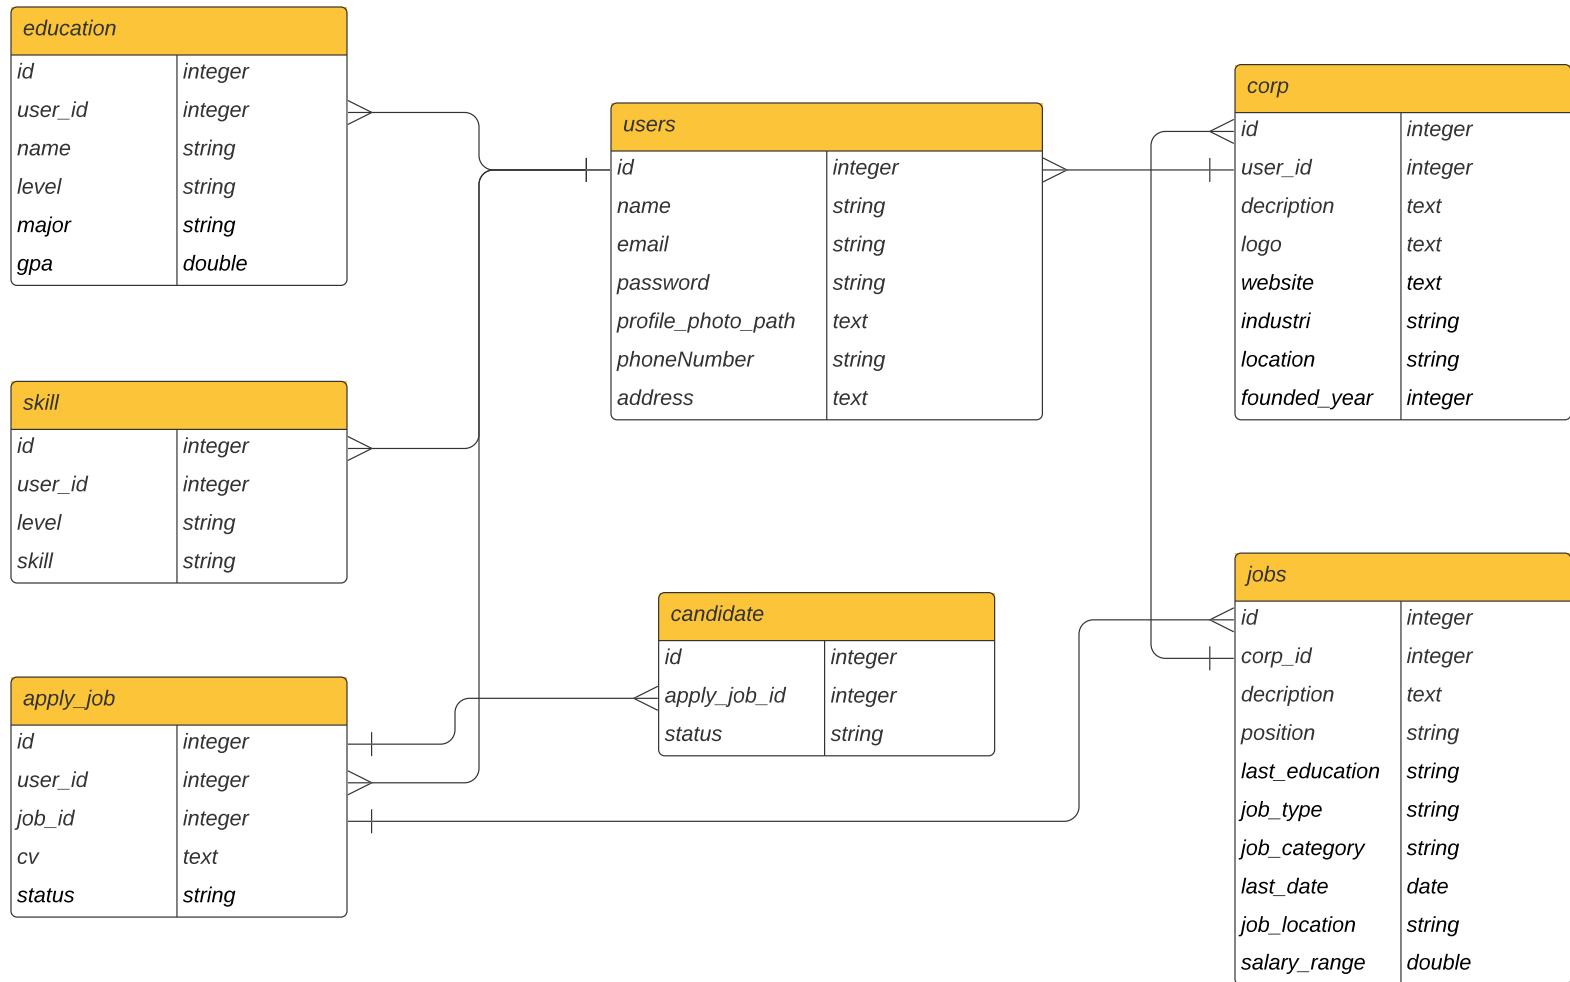 education
id integer
user_id integer
name string
level string
major string
gpa double
skill
id integer
user_id integer
level string
skill string
apply_job
id integer
user_id integer
job_id integer
cv text
status string
users
id integer
name string
email string
password string
profile_photo_path text
phoneNumber string
address text
candidate
id integer
apply_job_id integer
status string
corp
id integer
user_id integer
decription text
logo text
website text
industri string
location string
founded_year integer
jobs
id integer
corp_id integer
decription text
position string
last_education string
job_type string
job_category string
last_date date
job_location string
salary_range double